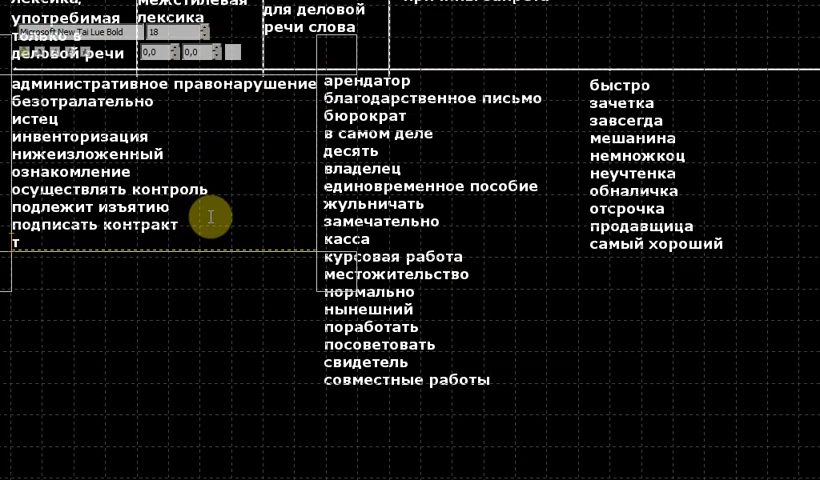 употребимая
только в
деловой речи
межстилевая
лексика
для деловой
речи слова
Microsoft New Tai Lue Bold
18
0,0
0,0
административное правонарушение
безотралательно
истец
инвенторизация
нижеизложенный
ознакомление
осуществлять контроль
подлежит изъятию
подписать контракт
т
арендатор
благодарственное письмо
бюрократ
в самом деле
десять
владелец
единовременное пособие
жульничать
замечательно
касса
курсовая работа
местожительство
нормально
нынешний
поработать
посоветовать
свидетель
совместные работы
быстро
зачетка
завсегда
мешанина
немножкоц
неучтенка
обналичка
отсрочка
продавщица
самый хороший